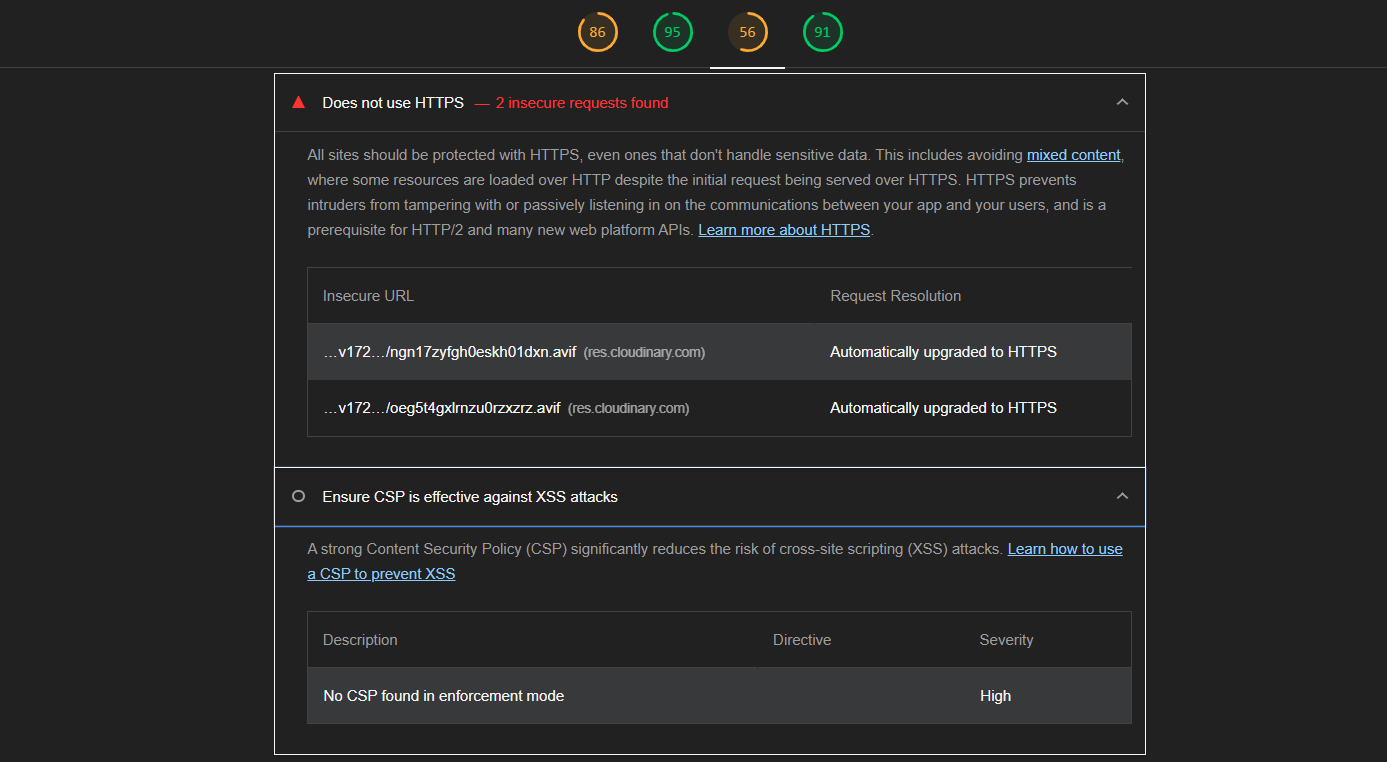 86 95 56 91
Does not use HTTPS — 2 insecure requests found
All sites should be protected with HTTPS, even ones that don't handle sensitive data. This includes avoiding mixed content,
where some resources are loaded over HTTP despite the initial request being served over HTTPS. HTTPS prevents
intruders from tampering with or passively listening in on the communications between your app and your users, and is a
prerequisite for HTTP/2 and many new web platform APIs. Learn more about HTTPS.
Insecure URL Request Resolution
…v172…/ngn17zyfgh0eskh01dxn.avif (res.cloudinary.com) Automatically upgraded to HTTPS
…v172…/oeg5t4gxlrnzu0rzxzrz.avif (res.cloudinary.com) Automatically upgraded to HTTPS
Ensure CSP is effective against XSS attacks
A strong Content Security Policy (CSP) significantly reduces the risk of cross-site scripting (XSS) attacks. Learn how to use
a CSP to prevent XSS
Description Directive Severity
No CSP found in enforcement mode High